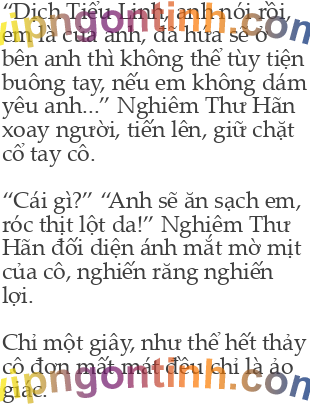 “Dịch Tiểu Linh, anh nói rồi,
em là của anh, đã hứa sẽ ở
bên anh thì không thể tùy tiện
buông tay, nếu em không dám
yêu anh...” Nghiêm Thư Hãn
xoay người, tiến lên, giữ chặt
cổ tay cô.
“Cái gì?” “Anh sẽ ăn sạch em,
róc thịt lột da!” Nghiêm Thư
Hãn đối diện ánh mắt mờ mịt
của cô, nghiến răng nghiến
lợi.
Chỉ một giây, như thể hết thảy
cô đơn mất mát đều chỉ là ảo
giác.
vipngontinh.com
vipngontinh.com